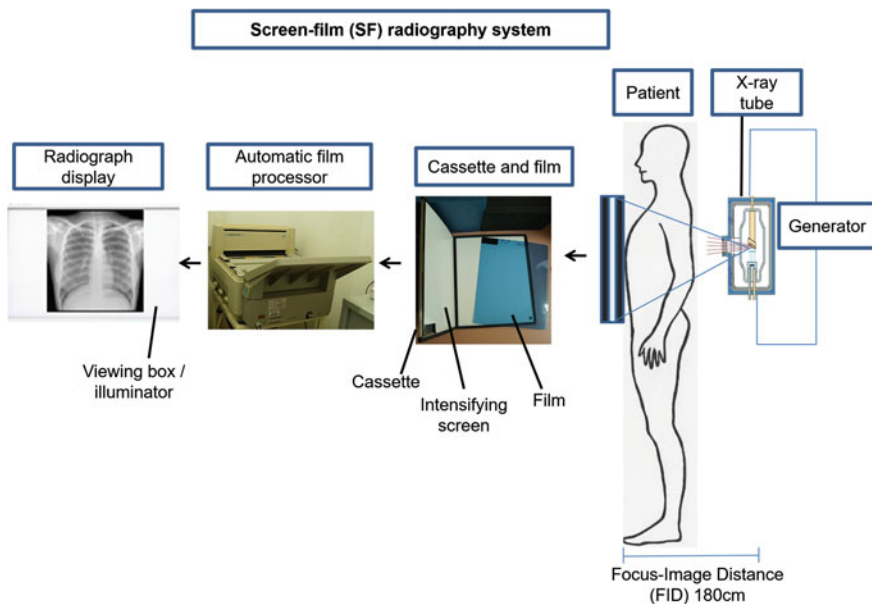 Screen-film (SF) radiography system
Patient
X-ray
tube
Radiograph
display
Automatic film
processor
Cassette and film
Generator
Viewing box /
illuminator
Cassette
Intensifying
screen
Film
Focus-Image Distance
(FID) 180cm